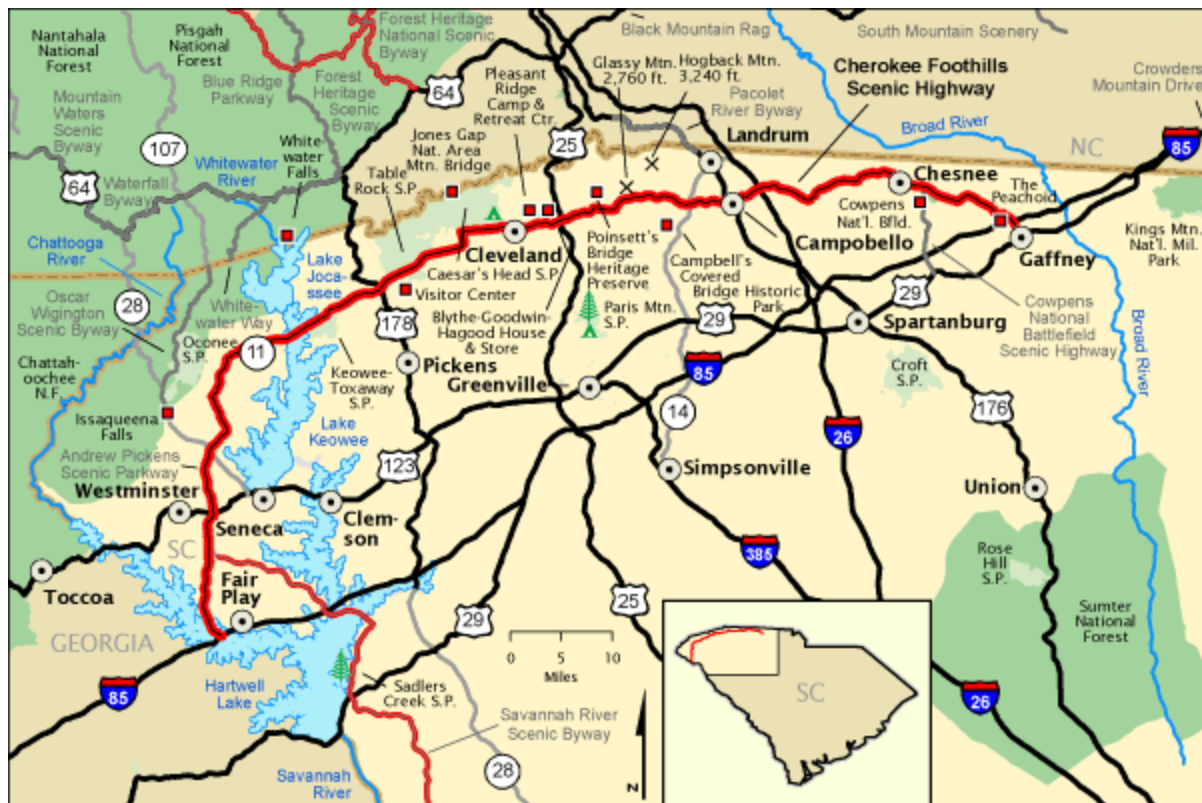 Nantahala
National
Forest
Pisgah
National
Forest
Forest Heritage
National Scenic
Byway
Black Mountain Rag
South Mountain Scenery
Blue Ridge
Parkway
Forest
Heritage
Scenic
Byway
64
Pleasant
Ridge
Camp &
Retreat Ctr.
Glassy Mtn.
2,760 ft.
Hogback Mtn.
3,240 ft.
Cherokee Foothills
Scenic Highway
Crowders
Mountain Drive
Mountain
Waters
Scenic
Byway
107
White-
water
Falls
Jones Gap
Nat. Area
Mtn. Bridge
25
Pacolet
River Byway
Landrum
Broad River
NC
85
64
Waterfall
Byway
Whitewater
River
Table
Rock S.P.
Chesnee
The
Peachoid
Cowpens
Nat'l. Bfld.
Kings Mtn.
Nat'l. Mil.
Park
Chattooga
River
Lake
Joca-
ssee
Cleveland
Caesar's Head S.P.
Poinsett's
Bridge
Heritage
Preserve
Campobello
Gaffney
Campbell's
Covered
Bridge Historic
Park
28
Oscar
Wigington
Scenic Byway
White-
water Way
Visitor Center
178
Blythe-Goodwin-
Hagood House
& Store
Paris Mtn.
S.P.
29
29
Spartanburg
Cowpens
National
Battlefield
Scenic Highway
Broad River
Chattah-
oochee
N.F.
Oconee
S.P.
11
Keowee-
Toxaway
S.P.
Pickens
Greenville
85
Croft
S.P.
Issaqueena
Falls
Lake
Keowee
14
26
176
Andrew Pickens
Scenic Parkway
123
Simpsonville
Westminster
Seneca
Clem-
son
Union
SC
385
Rose
Hill
S.P.
Toccoa
Fair
Play
29
25
Sumter
National
Forest
GEORGIA
0 5 10
Miles
85
Hartwell
Lake
Sadlers
Creek S.P.
SC
26
Savannah River
Scenic Byway
28
N
Savannah
River